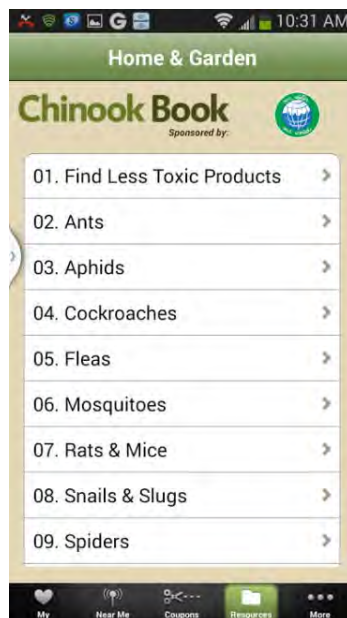 G 10:31 AM
Home & Garden
Chinook Book
Sponsored by:
01. Find Less Toxic Products
02. Ants
03. Aphids
04. Cockroaches
05. Fleas
06. Mosquitoes
07. Rats & Mice
08. Snails & Slugs
09. Spiders
My Near Me Coupons Resources More